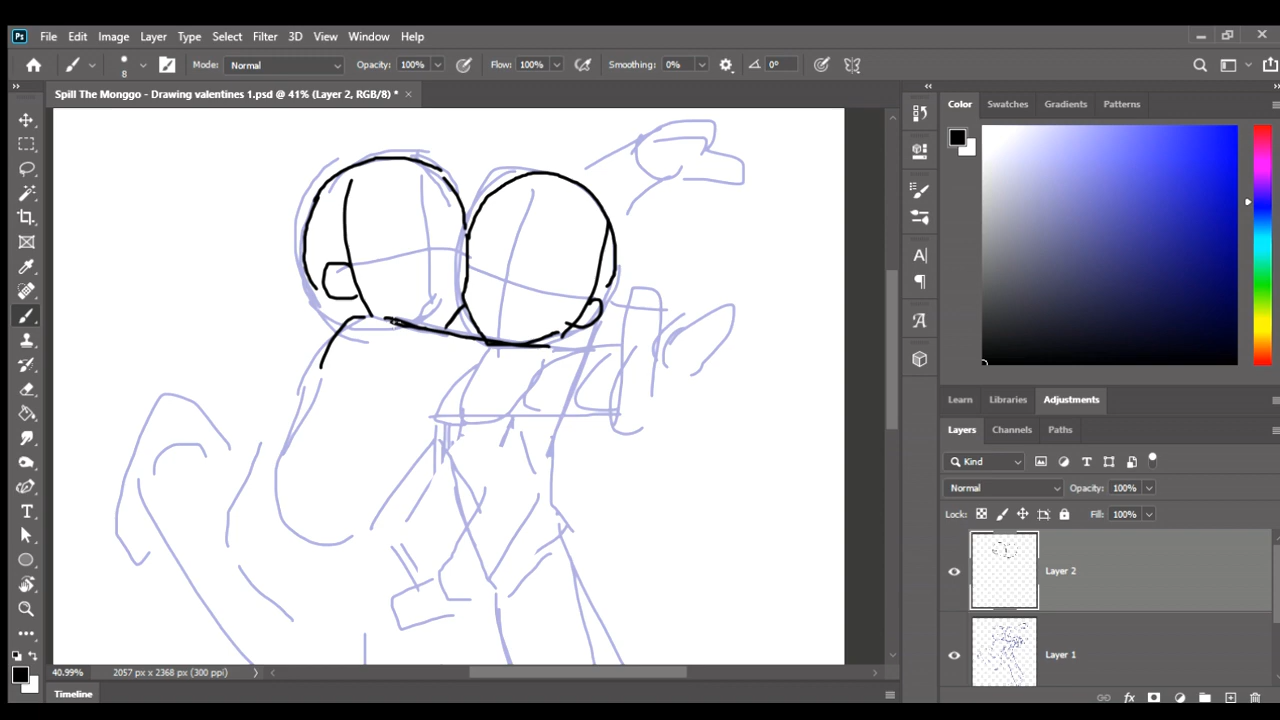 Ps File Edit Image Layer Type Select Filter 3D View Window Help
8 Mode: Normal Opacity: 100% Flow: 100% Smoothing: 0% 0°
Spill The Monggo - Drawing valentines 1.psd @ 41% (Layer 2, RGB/8) *
Color Swatches Gradients Patterns
Learn Libraries Adjustments
Layers Channels Paths
Kind
Normal Opacity: 100%
Lock: Fill: 100%
Layer 2
Layer 1
40.99% 2057 px x 2368 px (300 ppi)
Timeline